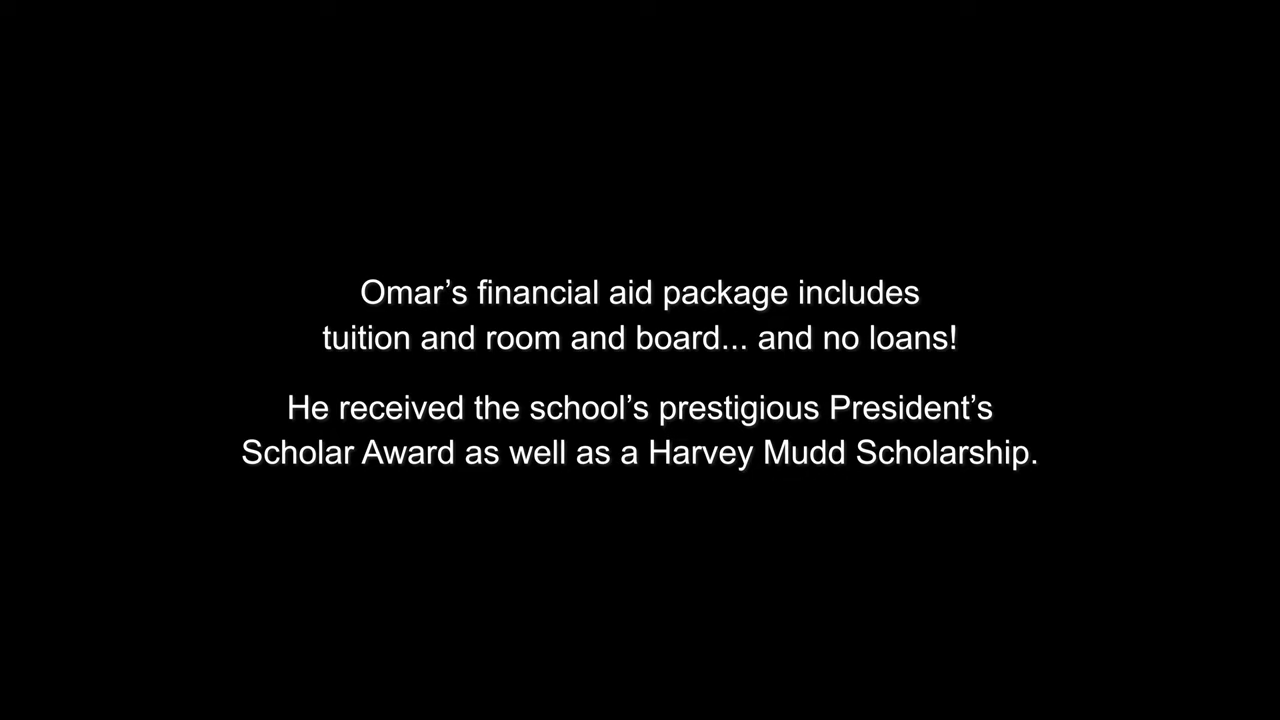 Omar’s financial aid package includes
tuition and room and board... and no loans!
He received the school’s prestigious President’s
Scholar Award as well as a Harvey Mudd Scholarship.